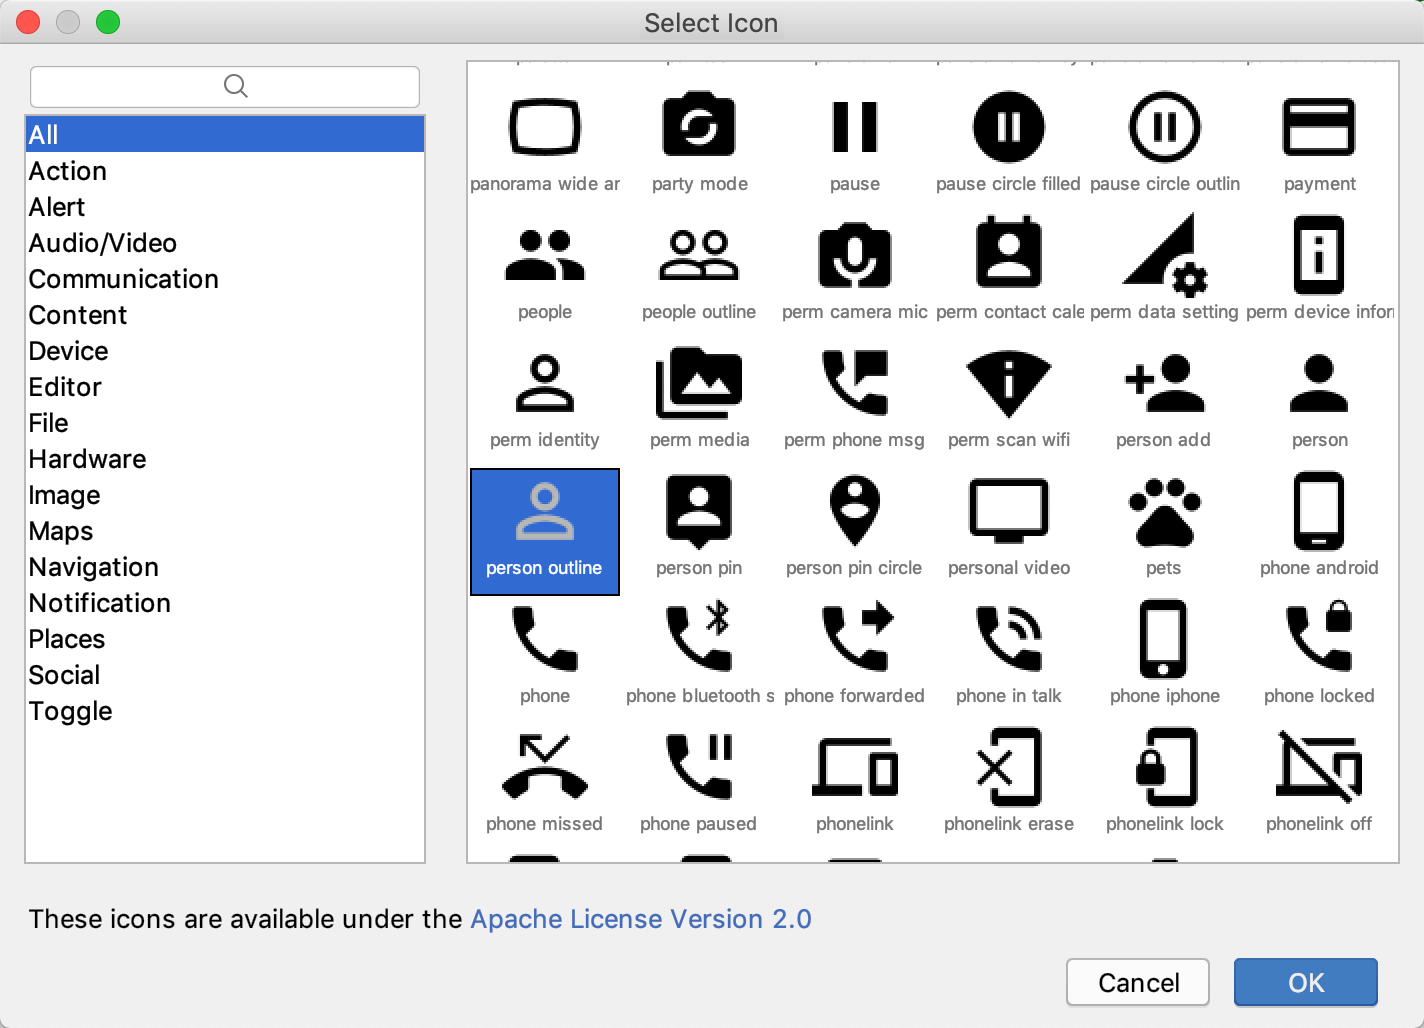 Select Icon
All
Action
Alert
Audio/Video
Communication
Content
Device
Editor
File
Hardware
Image
Maps
Navigation
Notification
Places
Social
Toggle
panorama wide ar
party mode
pause
pause circle filled
pause circle outlin
payment
people
people outline
perm camera mic
perm contact cale
perm data setting
perm device infor
perm identity
perm media
perm phone msg
perm scan wifi
person add
person
person outline
person pin
person pin circle
personal video
pets
phone android
phone
phone bluetooth s
phone forwarded
phone in talk
phone iphone
phone locked
phone missed
phone paused
phonelink
phonelink erase
phonelink lock
phonelink off
These icons are available under the Apache License Version 2.0
Cancel
OK